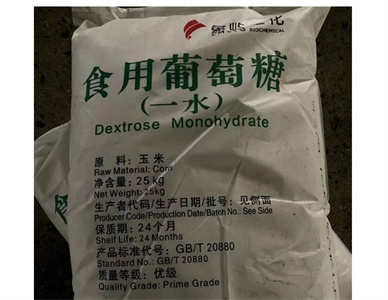 生化
BIOCHEMICAL
食用葡萄糖
(一水)
Dextrose Monohydrate
原 料：玉米
Raw Material: Corn
净含量：25kg
Net Weight: 25kg
生产者代码/生产日期/批号：见侧面
Producer Code/Production Date/Batch No.: See Side
保质期：24个月
Shelf Life: 24 Months
产品标准代号：GB/T 20880
Standard No.: GB/T 20880
质量等级：优级
Quality Grade: Prime Grade